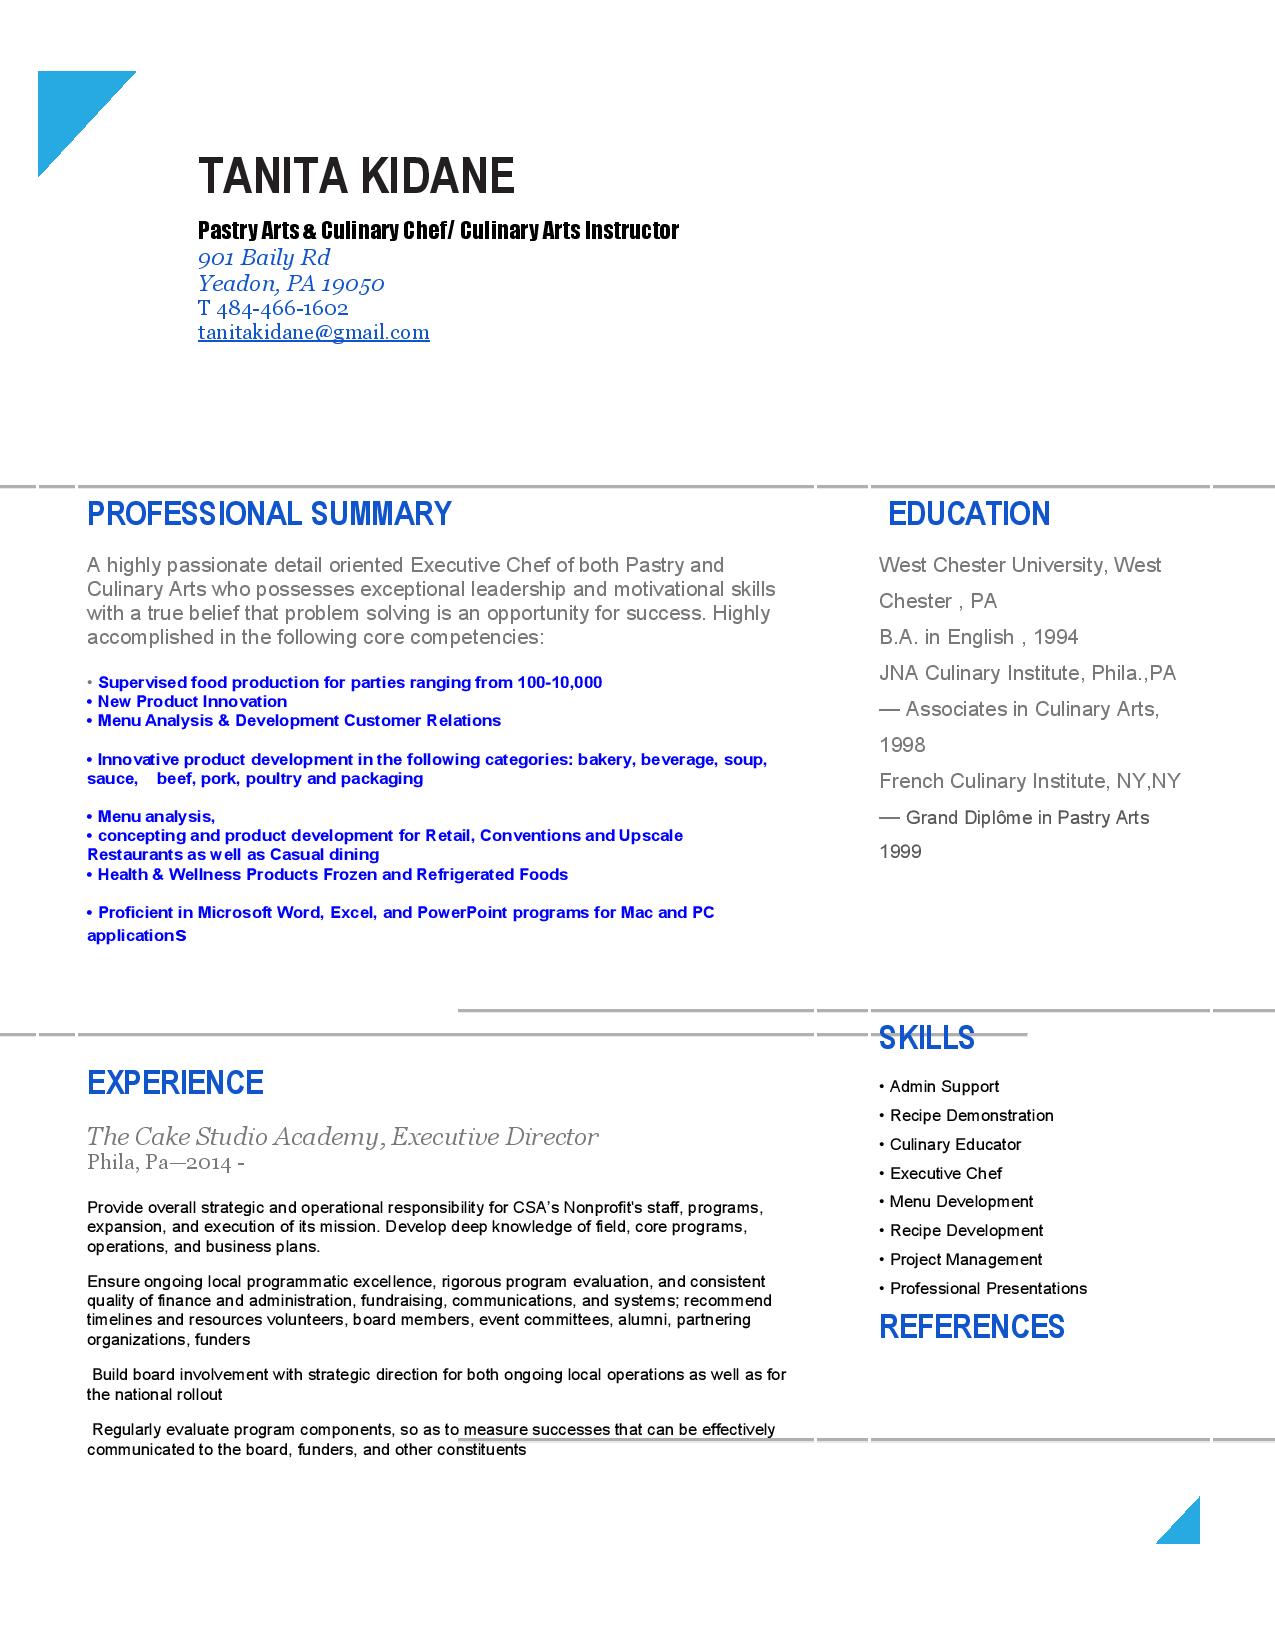 TANITA KIDANE
Pastry Arts & Culinary Chef/ Culinary Arts Instructor
901 Baily Rd
Yeadon, PA 19050
T 484-466-1602
tanitakidane@gmail.com
PROFESSIONAL SUMMARY
A highly passionate detail oriented Executive Chef of both Pastry and
Culinary Arts who possesses exceptional leadership and motivational skills
with a true belief that problem solving is an opportunity for success. Highly
accomplished in the following core competencies:
• Supervised food production for parties ranging from 100-10,000
• New Product Innovation
• Menu Analysis & Development Customer Relations
• Innovative product development in the following categories: bakery, beverage, soup,
sauce, beef, pork, poultry and packaging
• Menu analysis,
• concepting and product development for Retail, Conventions and Upscale
Restaurants as well as Casual dining
• Health & Wellness Products Frozen and Refrigerated Foods
• Proficient in Microsoft Word, Excel, and PowerPoint programs for Mac and PC
applications
EDUCATION
West Chester University, West
Chester , PA
B.A. in English , 1994
JNA Culinary Institute, Phila.,PA
— Associates in Culinary Arts,
1998
French Culinary Institute, NY,NY
— Grand Diplôme in Pastry Arts
1999
EXPERIENCE
The Cake Studio Academy, Executive Director
Phila, Pa—2014 -
Provide overall strategic and operational responsibility for CSA's Nonprofit's staff, programs,
expansion, and execution of its mission. Develop deep knowledge of field, core programs,
operations, and business plans.
Ensure ongoing local programmatic excellence, rigorous program evaluation, and consistent
quality of finance and administration, fundraising, communications, and systems; recommend
timelines and resources volunteers, board members, event committees, alumni, partnering
organizations, funders
Build board involvement with strategic direction for both ongoing local operations as well as for
the national rollout
Regularly evaluate program components, so as to measure successes that can be effectively
communicated to the board, funders, and other constituents
SKILLS
• Admin Support
• Recipe Demonstration
• Culinary Educator
• Executive Chef
• Menu Development
• Recipe Development
• Project Management
• Professional Presentations
REFERENCES